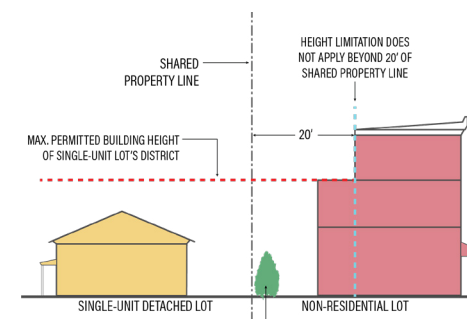 HEIGHT LIMITATION DOES
NOT APPLY BEYOND 20' OF
SHARED PROPERTY LINE
SHARED
PROPERTY LINE
20'
MAX. PERMITTED BUILDING HEIGHT
OF SINGLE-UNIT LOT'S DISTRICT
SINGLE-UNIT DETACHED LOT
NON-RESIDENTIAL LOT